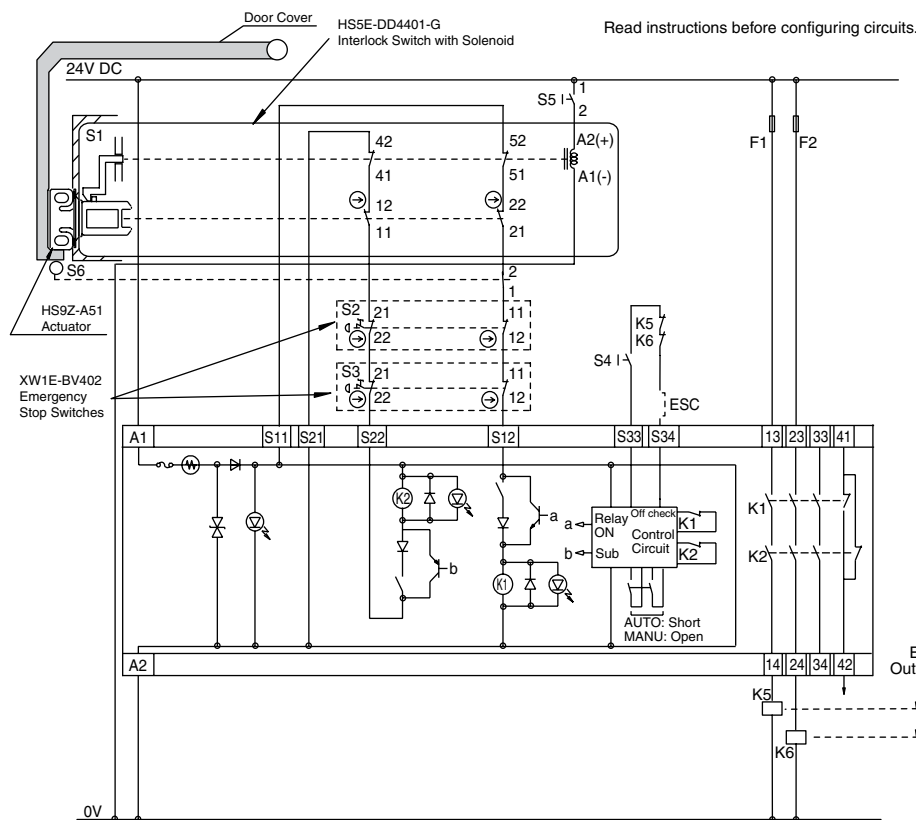 Door Cover
HS5E-DD4401-G
Interlock Switch with Solenoid
Read instructions before configuring circuits.
24V DC
S1
42
41
12
11
52
51
22
21
S5
1
2
A2(+)
A1(-)
F1
F2
S6
2
1
HS9Z-A51
Actuator
S2
21
22
11
12
XW1E-BV402
Emergency
Stop Switches
S3
21
22
11
12
S4
K5
K6
ESC
A1
S11
S21
S22
S12
S33
S34
13
23
33
41
K2
b
a
K1
a
b
Relay
ON
Sub
Off check
Control
Circuit
K1
K2
AUTO: Short
MANU: Open
K1
K2
A2
14
24
34
42
E
Out
K5
K6
0V